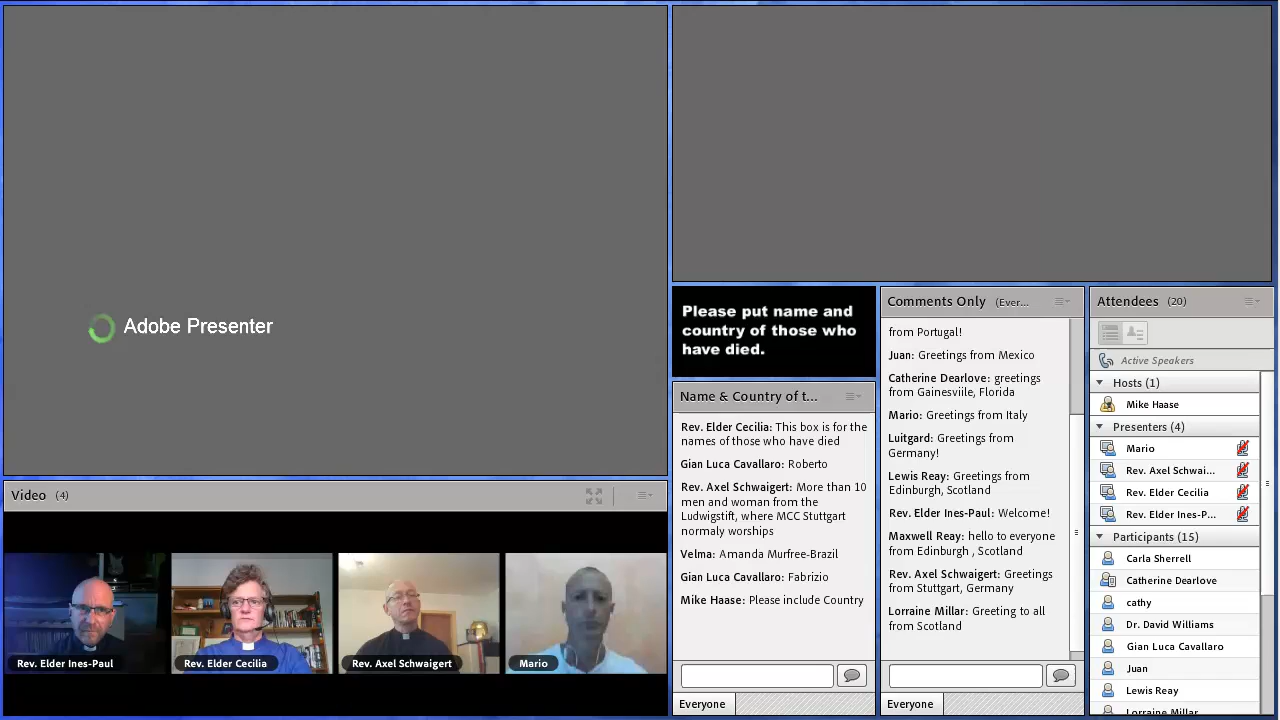 Adobe Presenter
Video (4)
Rev. Elder Ines-Paul
Rev. Elder Cecilia
Rev. Axel Schwaigert
Mario
Please put name and
country of those who
have died.
Name & Country of t...
Rev. Elder Cecilia: This box is for the
names of those who have died
Gian Luca Cavallaro: Roberto
Rev. Axel Schwaigert: More than 10
men and woman from the
Ludwigstift, where MCC Stuttgart
normaly worships
Velma: Amanda Murfree-Brazil
Gian Luca Cavallaro: Fabrizio
Mike Haase: Please include Country
Everyone
Comments Only (Ever...
from Portugal!
Juan: Greetings from Mexico
Catherine Dearlove: greetings
from Gainesviile, Florida
Mario: Greetings from Italy
Luitgard: Greetings from
Germany!
Lewis Reay: Greetings from
Edinburgh, Scotland
Rev. Elder Ines-Paul: Welcome!
Maxwell Reay: hello to everyone
from Edinburgh , Scotland
Rev. Axel Schwaigert: Greetings
from Stuttgart, Germany
Lorraine Millar: Greeting to all
from Scotland
Everyone
Attendees (20)
Active Speakers
Hosts (1)
Mike Haase
Presenters (4)
Mario
Rev. Axel Schwai...
Rev. Elder Cecilia
Rev. Elder Ines-P...
Participants (15)
Carla Sherrell
Catherine Dearlove
cathy
Dr. David Williams
Gian Luca Cavallaro
Juan
Lewis Reay
Lorraine Millar